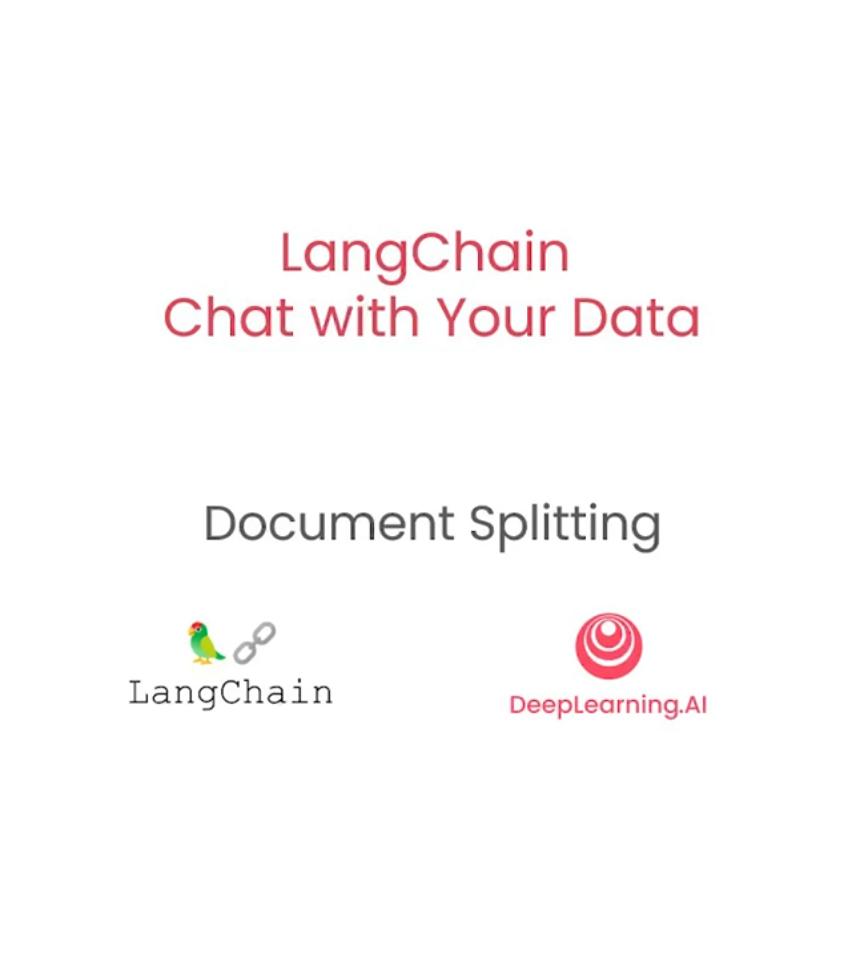 LangChain
Chat with Your Data
Document Splitting
LangChain
DeepLearning.AI